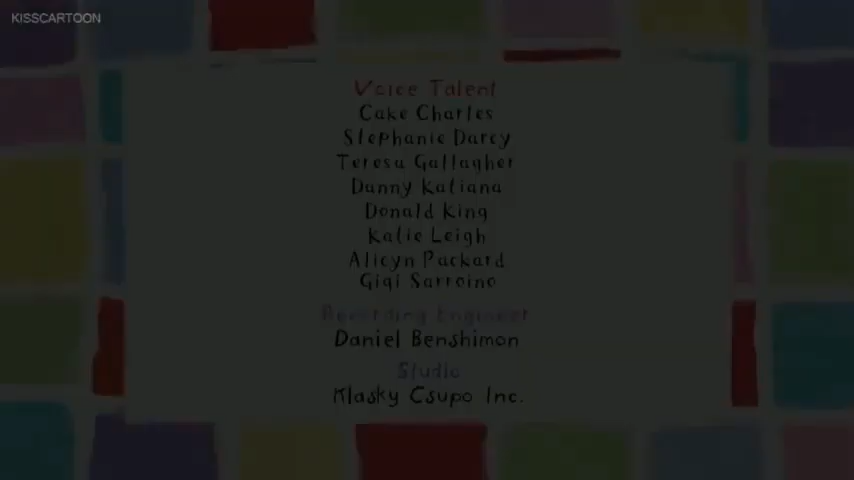 KISSCARTOON
Voice Talent
Cake Charles
Stephanie Darcy
Teresa Gallagher
Danny Katiana
Donald King
Katie Leigh
Alicyn Packard
Gigi Sarroino
Recording Engineer
Daniel Benshimon
Studio
Klasky Csupo Inc.